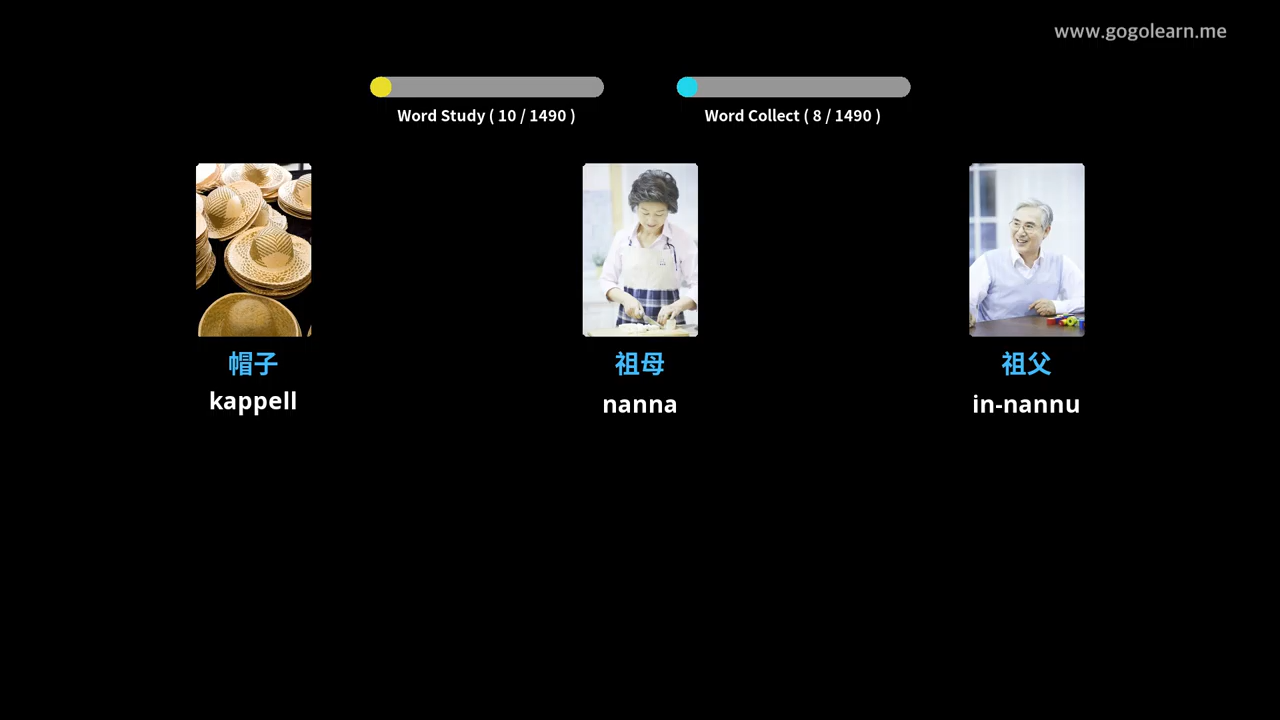 www.gogolearn.me
Word Study ( 10 / 1490 )
Word Collect ( 8 / 1490 )
帽子
kappell
祖母
nanna
祖父
in-nannu